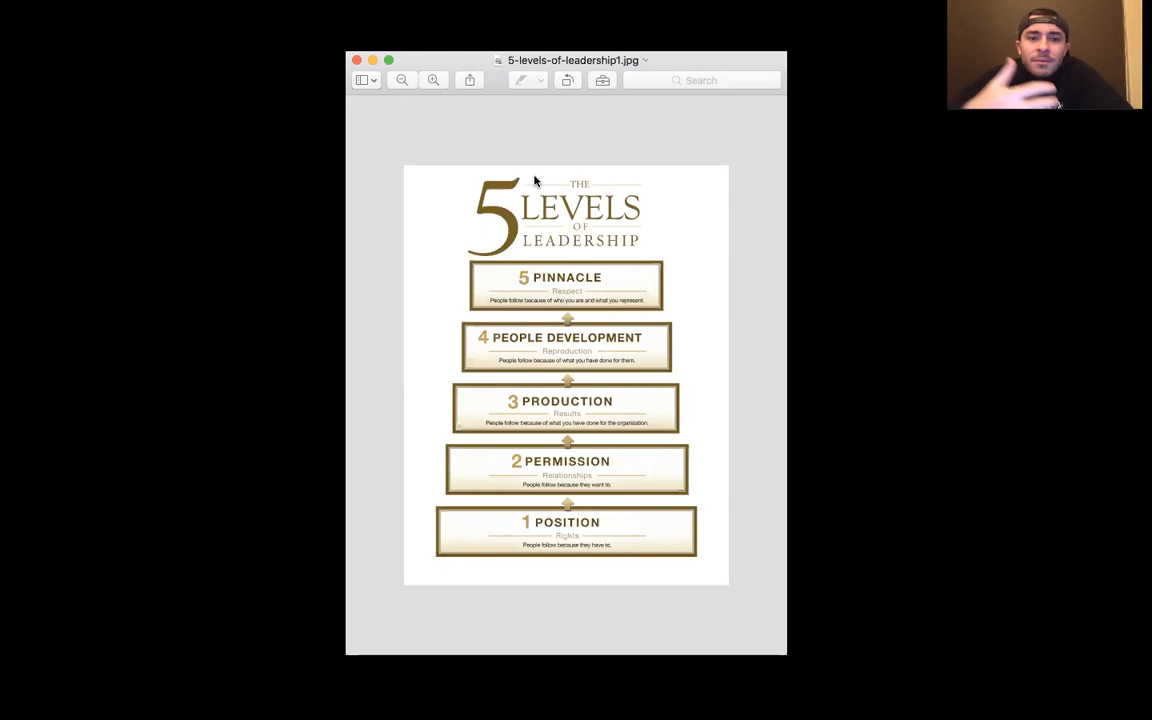 5-levels-of-leadership1.jpg
Search
THE
5 LEVELS
OF
LEADERSHIP
5 PINNACLE
Respect
People follow because of who you are and what you represent.
4 PEOPLE DEVELOPMENT
Reproduction
People follow because of what you have done for them.
3 PRODUCTION
Results
People follow because of what you have done for the organization.
2 PERMISSION
Relationships
People follow because they want to.
1 POSITION
Rights
People follow because they have to.